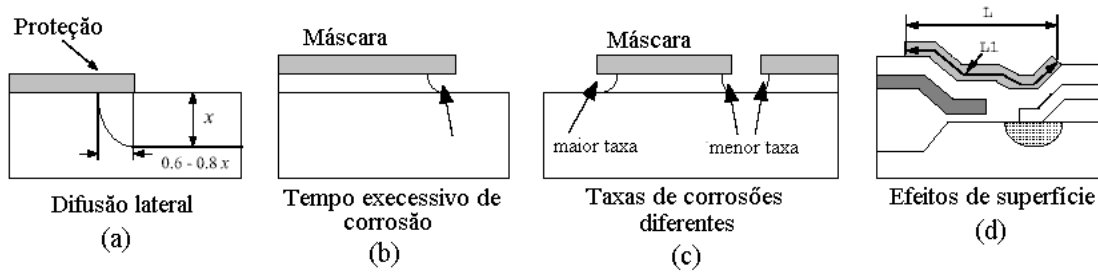 Proteção
x
0.6 - 0.8 x
Difusão lateral
(a)
Máscara
Tempo execessivo de
corrosão
(b)
Máscara
maior taxa
menor taxa
Taxas de corrosões
diferentes
(c)
L
L1
Efeitos de superfície
(d)